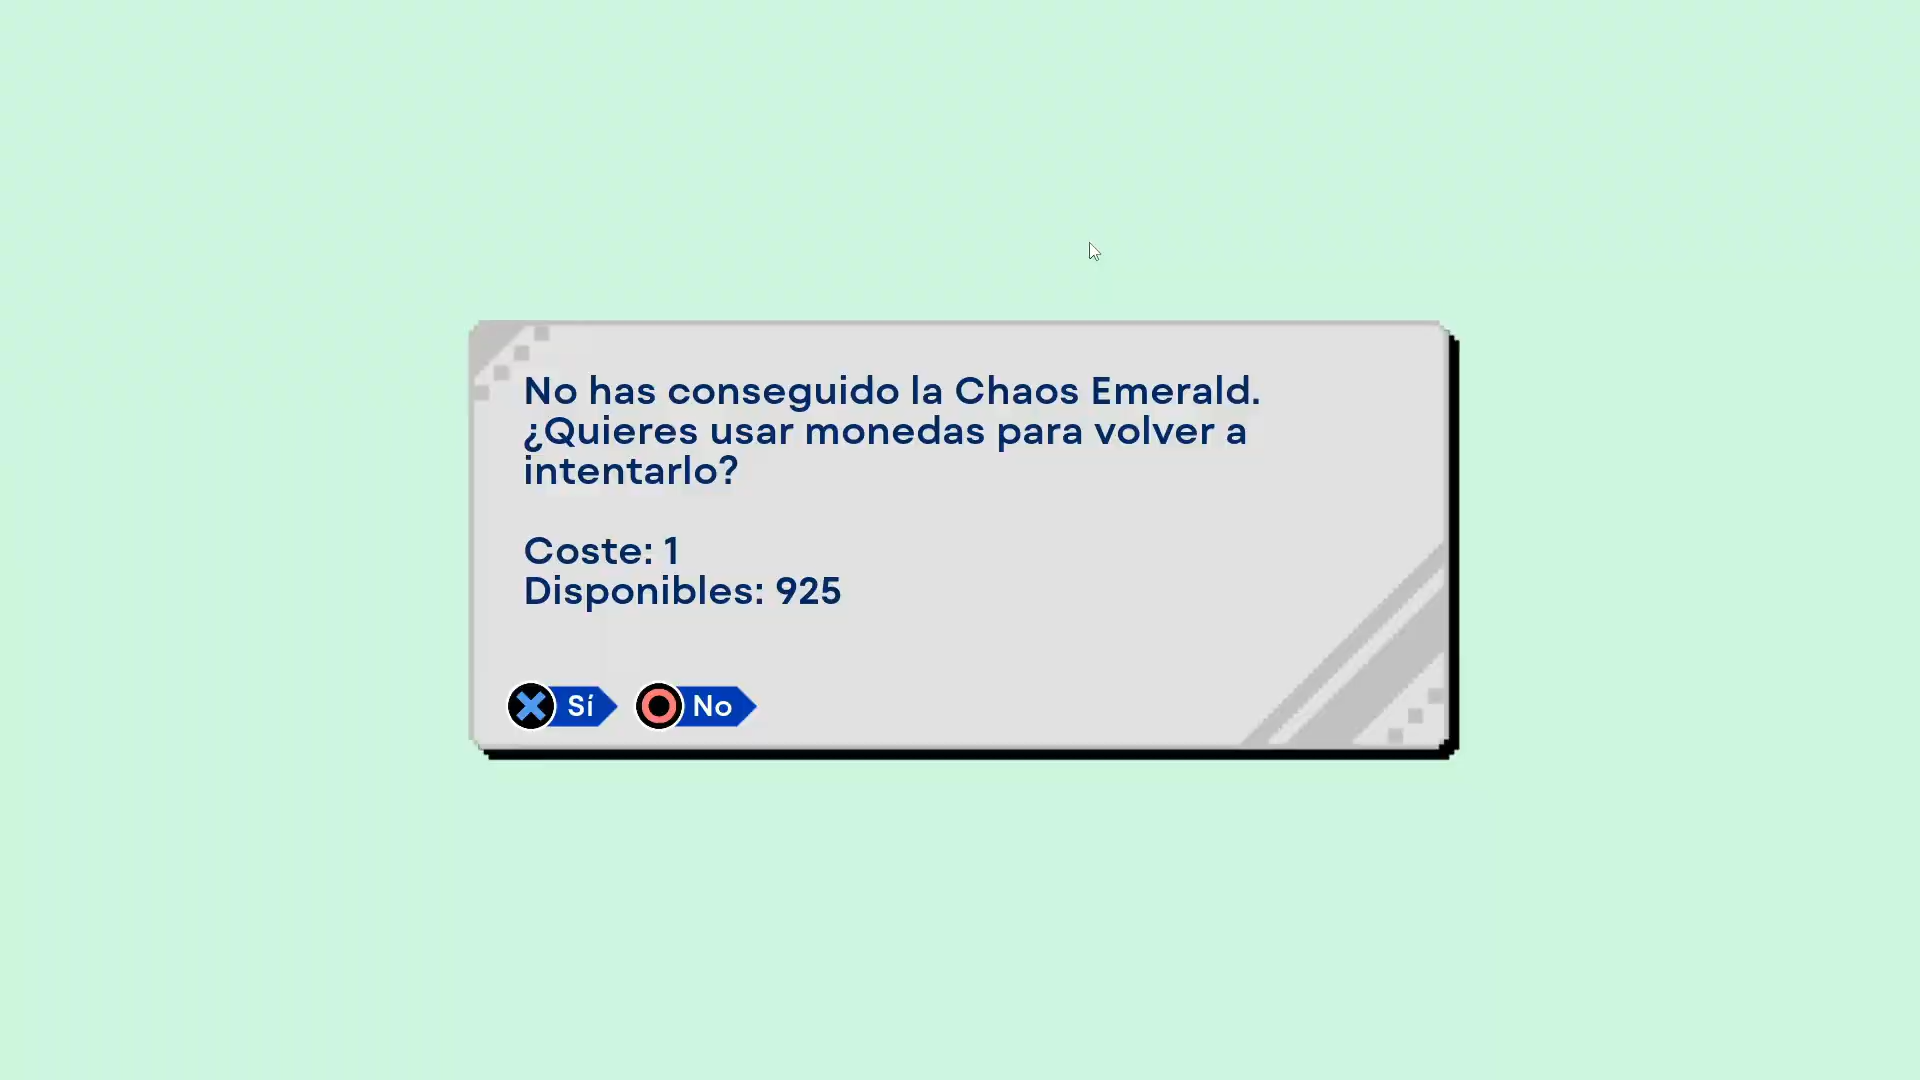 No has conseguido la Chaos Emerald.
¿Quieres usar monedas para volver a
intentarlo?
Coste: 1
Disponibles: 925
Sí No